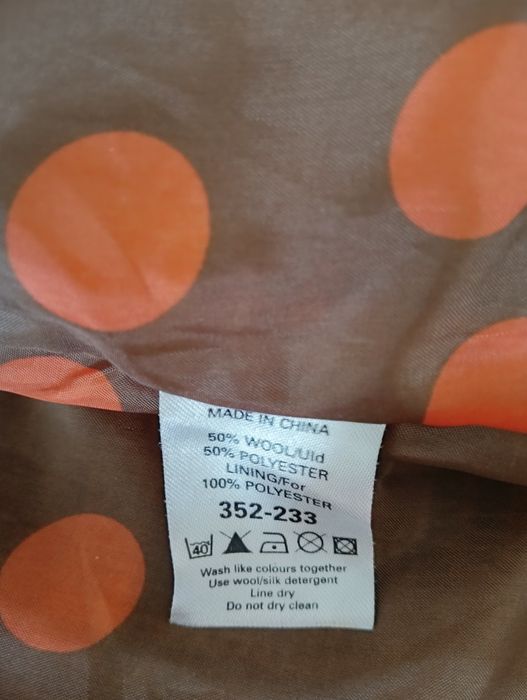 MADE IN CHINA
50% WOOL/Uld
50% POLYESTER
LINING/For
100% POLYESTER
352-233
40
Wash like colours together
Use wool/silk detergent
Line dry
Do not dry clean